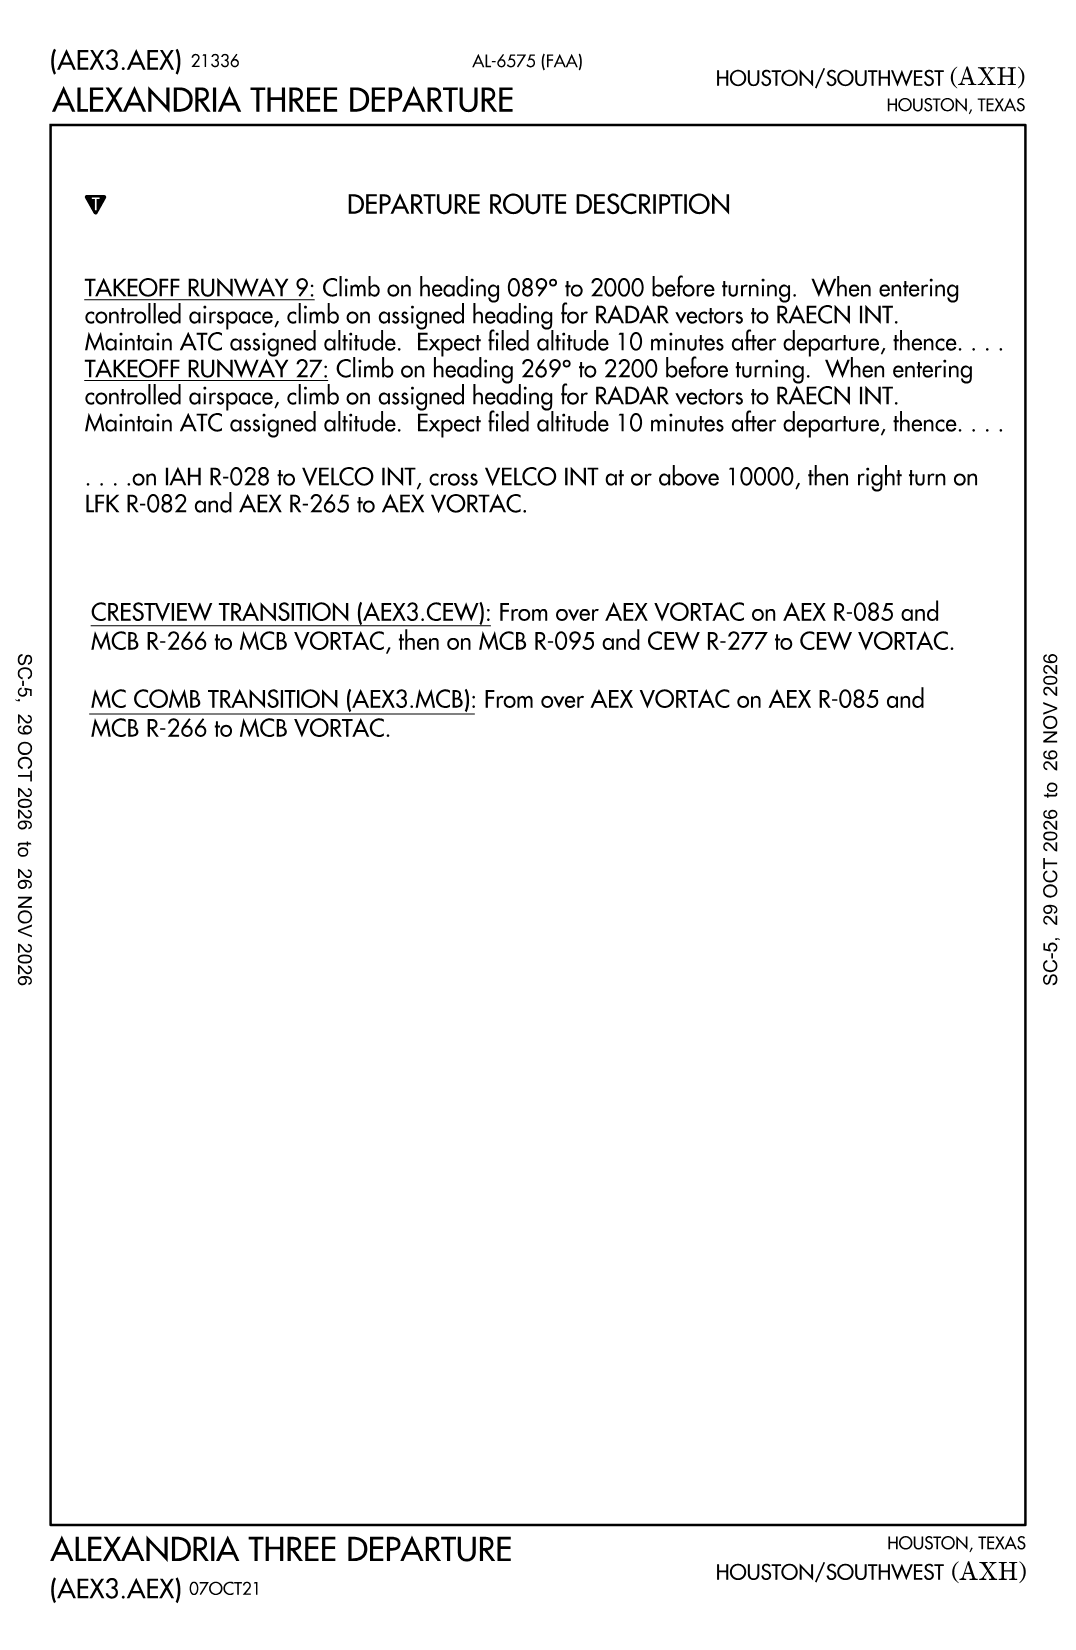 (AEX3.AEX) 21336
AL-6575 (FAA)
HOUSTON/SOUTHWEST (AXH)
ALEXANDRIA THREE DEPARTURE
HOUSTON, TEXAS
T
DEPARTURE ROUTE DESCRIPTION
TAKEOFF RUNWAY 9: Climb on heading 089° to 2000 before turning. When entering
controlled airspace, climb on assigned heading for RADAR vectors to RAECN INT.
Maintain ATC assigned altitude. Expect filed altitude 10 minutes after departure, thence. . . .
TAKEOFF RUNWAY 27: Climb on heading 269° to 2200 before turning. When entering
controlled airspace, climb on assigned heading for RADAR vectors to RAECN INT.
Maintain ATC assigned altitude. Expect filed altitude 10 minutes after departure, thence. . . .
. . . .on IAH R-028 to VELCO INT, cross VELCO INT at or above 10000, then right turn on
LFK R-082 and AEX R-265 to AEX VORTAC.
CRESTVIEW TRANSITION (AEX3.CEW): From over AEX VORTAC on AEX R-085 and
MCB R-266 to MCB VORTAC, then on MCB R-095 and CEW R-277 to CEW VORTAC.
MC COMB TRANSITION (AEX3.MCB): From over AEX VORTAC on AEX R-085 and
MCB R-266 to MCB VORTAC.
SC-5, 29 OCT 2026 to 26 NOV 2026
SC-5, 29 OCT 2026 to 26 NOV 2026
ALEXANDRIA THREE DEPARTURE
HOUSTON, TEXAS
(AEX3.AEX) 07OCT21
HOUSTON/SOUTHWEST (AXH)